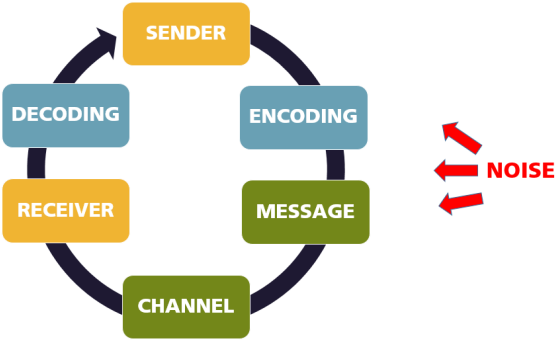 SENDER
DECODING
ENCODING
NOISE
RECEIVER
MESSAGE
CHANNEL